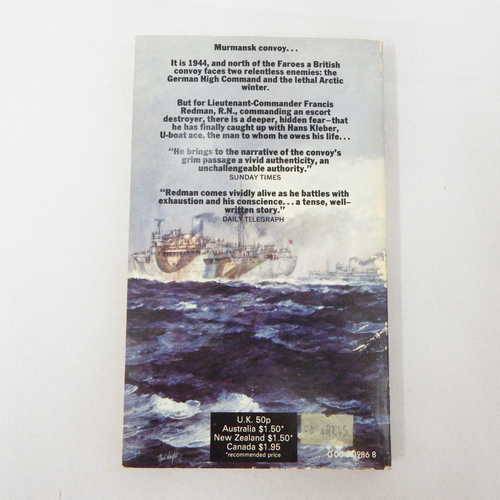 Murmansk convoy...
It is 1944, and north of the Faroes a British
convoy faces two relentless enemies: the
German High Command and the lethal Arctic
winter.
But for Lieutenant-Commander Francis
Redman, R.N., commanding an escort
destroyer, there is a deeper, hidden fear—that
he has finally caught up with Hans Kleber,
U-boat ace, the man to whom he owes his life...
"He brings to the narrative of the convoy's
grim passage a vivid authenticity, an
unchallengeable authority."
SUNDAY TIMES
"Redman comes vividly alive as he battles with
exhaustion and his conscience...a tense, well-
written story."
DAILY TELEGRAPH
U.K. 50p
Australia $1.50*
New Zealand $1.50*
Canada $1.95
*recommended price